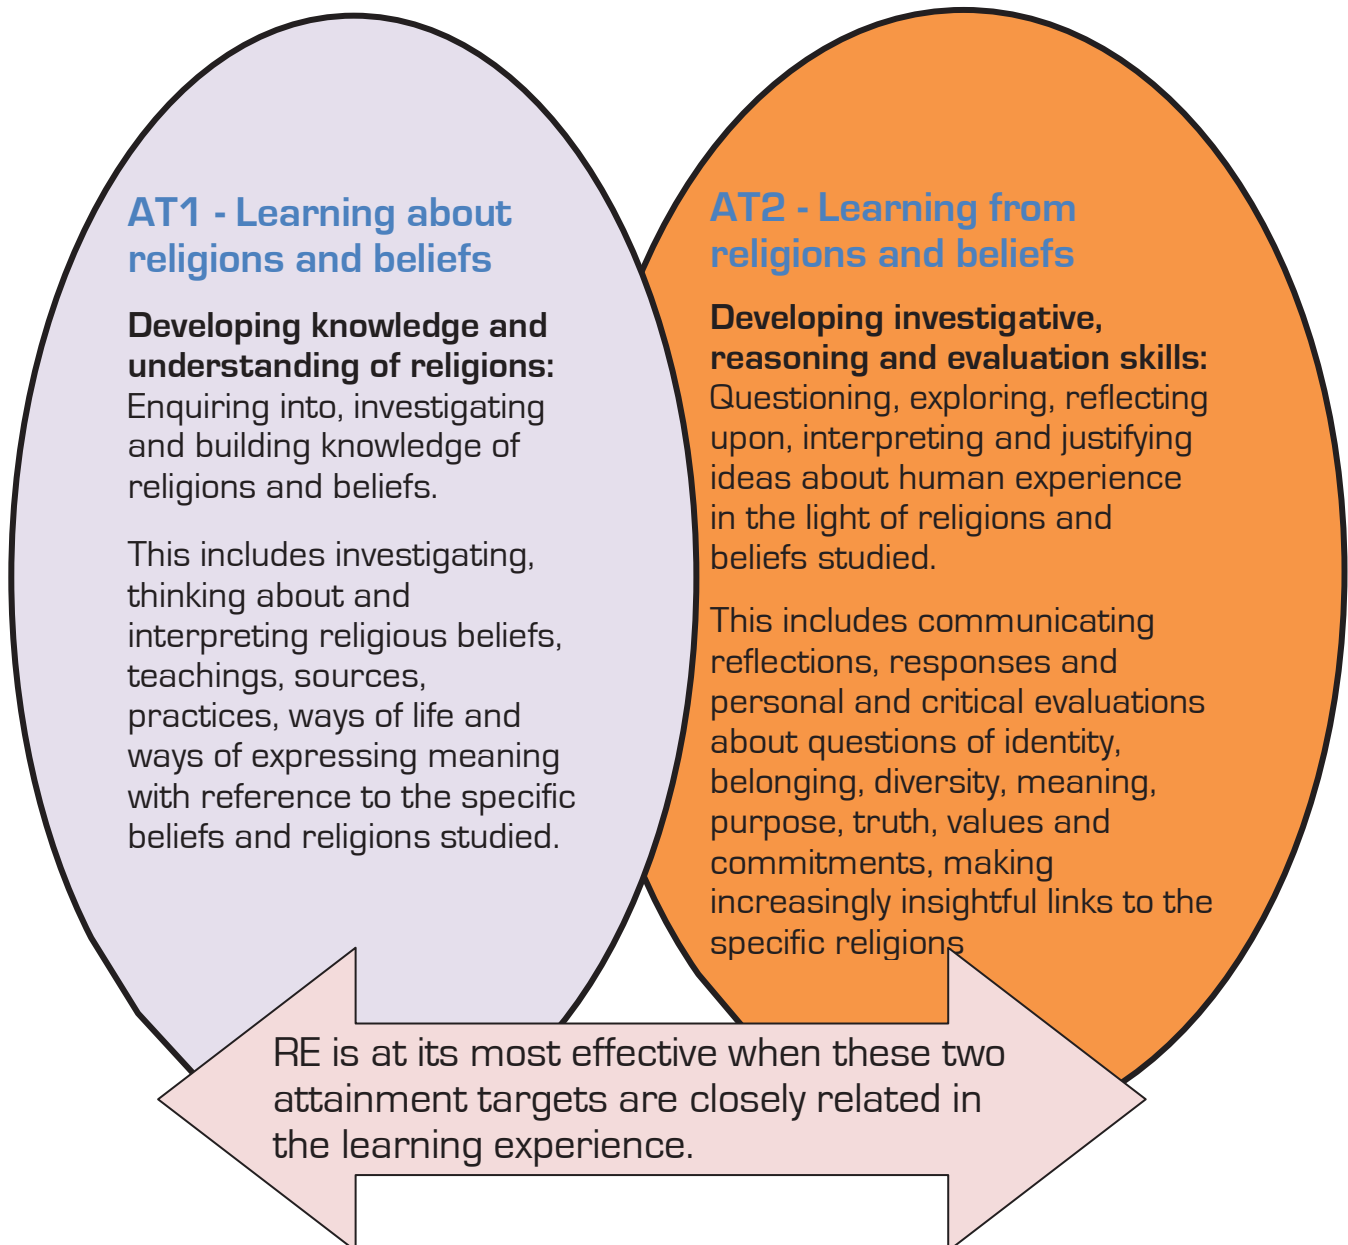 AT1 - Learning about
religions and beliefs
Developing knowledge and
understanding of religions:
Enquiring into, investigating
and building knowledge of
religions and beliefs.
This includes investigating,
thinking about and
interpreting religious beliefs,
teachings, sources,
practices, ways of life and
ways of expressing meaning
with reference to the specific
beliefs and religions studied.
AT2 - Learning from
religions and beliefs
Developing investigative,
reasoning and evaluation skills:
Questioning, exploring, reflecting
upon, interpreting and justifying
ideas about human experience
in the light of religions and
beliefs studied.
This includes communicating
reflections, responses and
personal and critical evaluations
about questions of identity,
belonging, diversity, meaning,
purpose, truth, values and
commitments, making
increasingly insightful links to the
specific religions
RE is at its most effective when these two
attainment targets are closely related in
the learning experience.